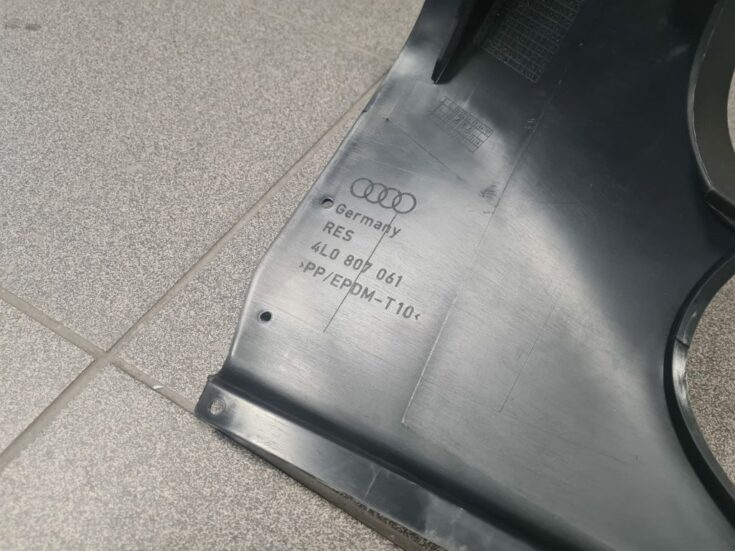 Germany
RES
4L0 807 061
>PP/EPDM-T10<